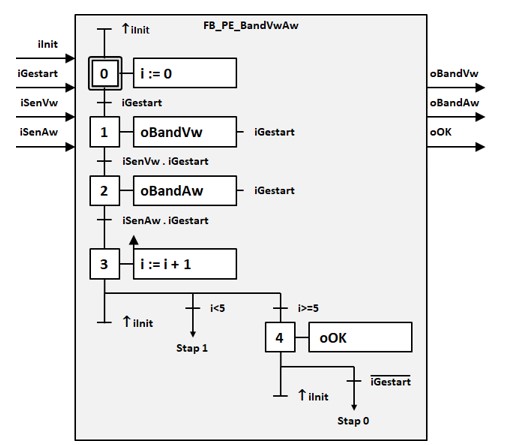 FB_PE_BandVwAw
↑iInit
iInit
0 i := 0
iGestart
oBandVw
iGestart
iSenVw
oBandAw
1 oBandVw iGestart
iSenAw
oOK
iSenVw . iGestart
2 oBandAw iGestart
iSenAw . iGestart
3 i := i + 1
i<5
i>=5
↑iInit
Stap 1
4 oOK
iGestart
↑iInit
Stap 0